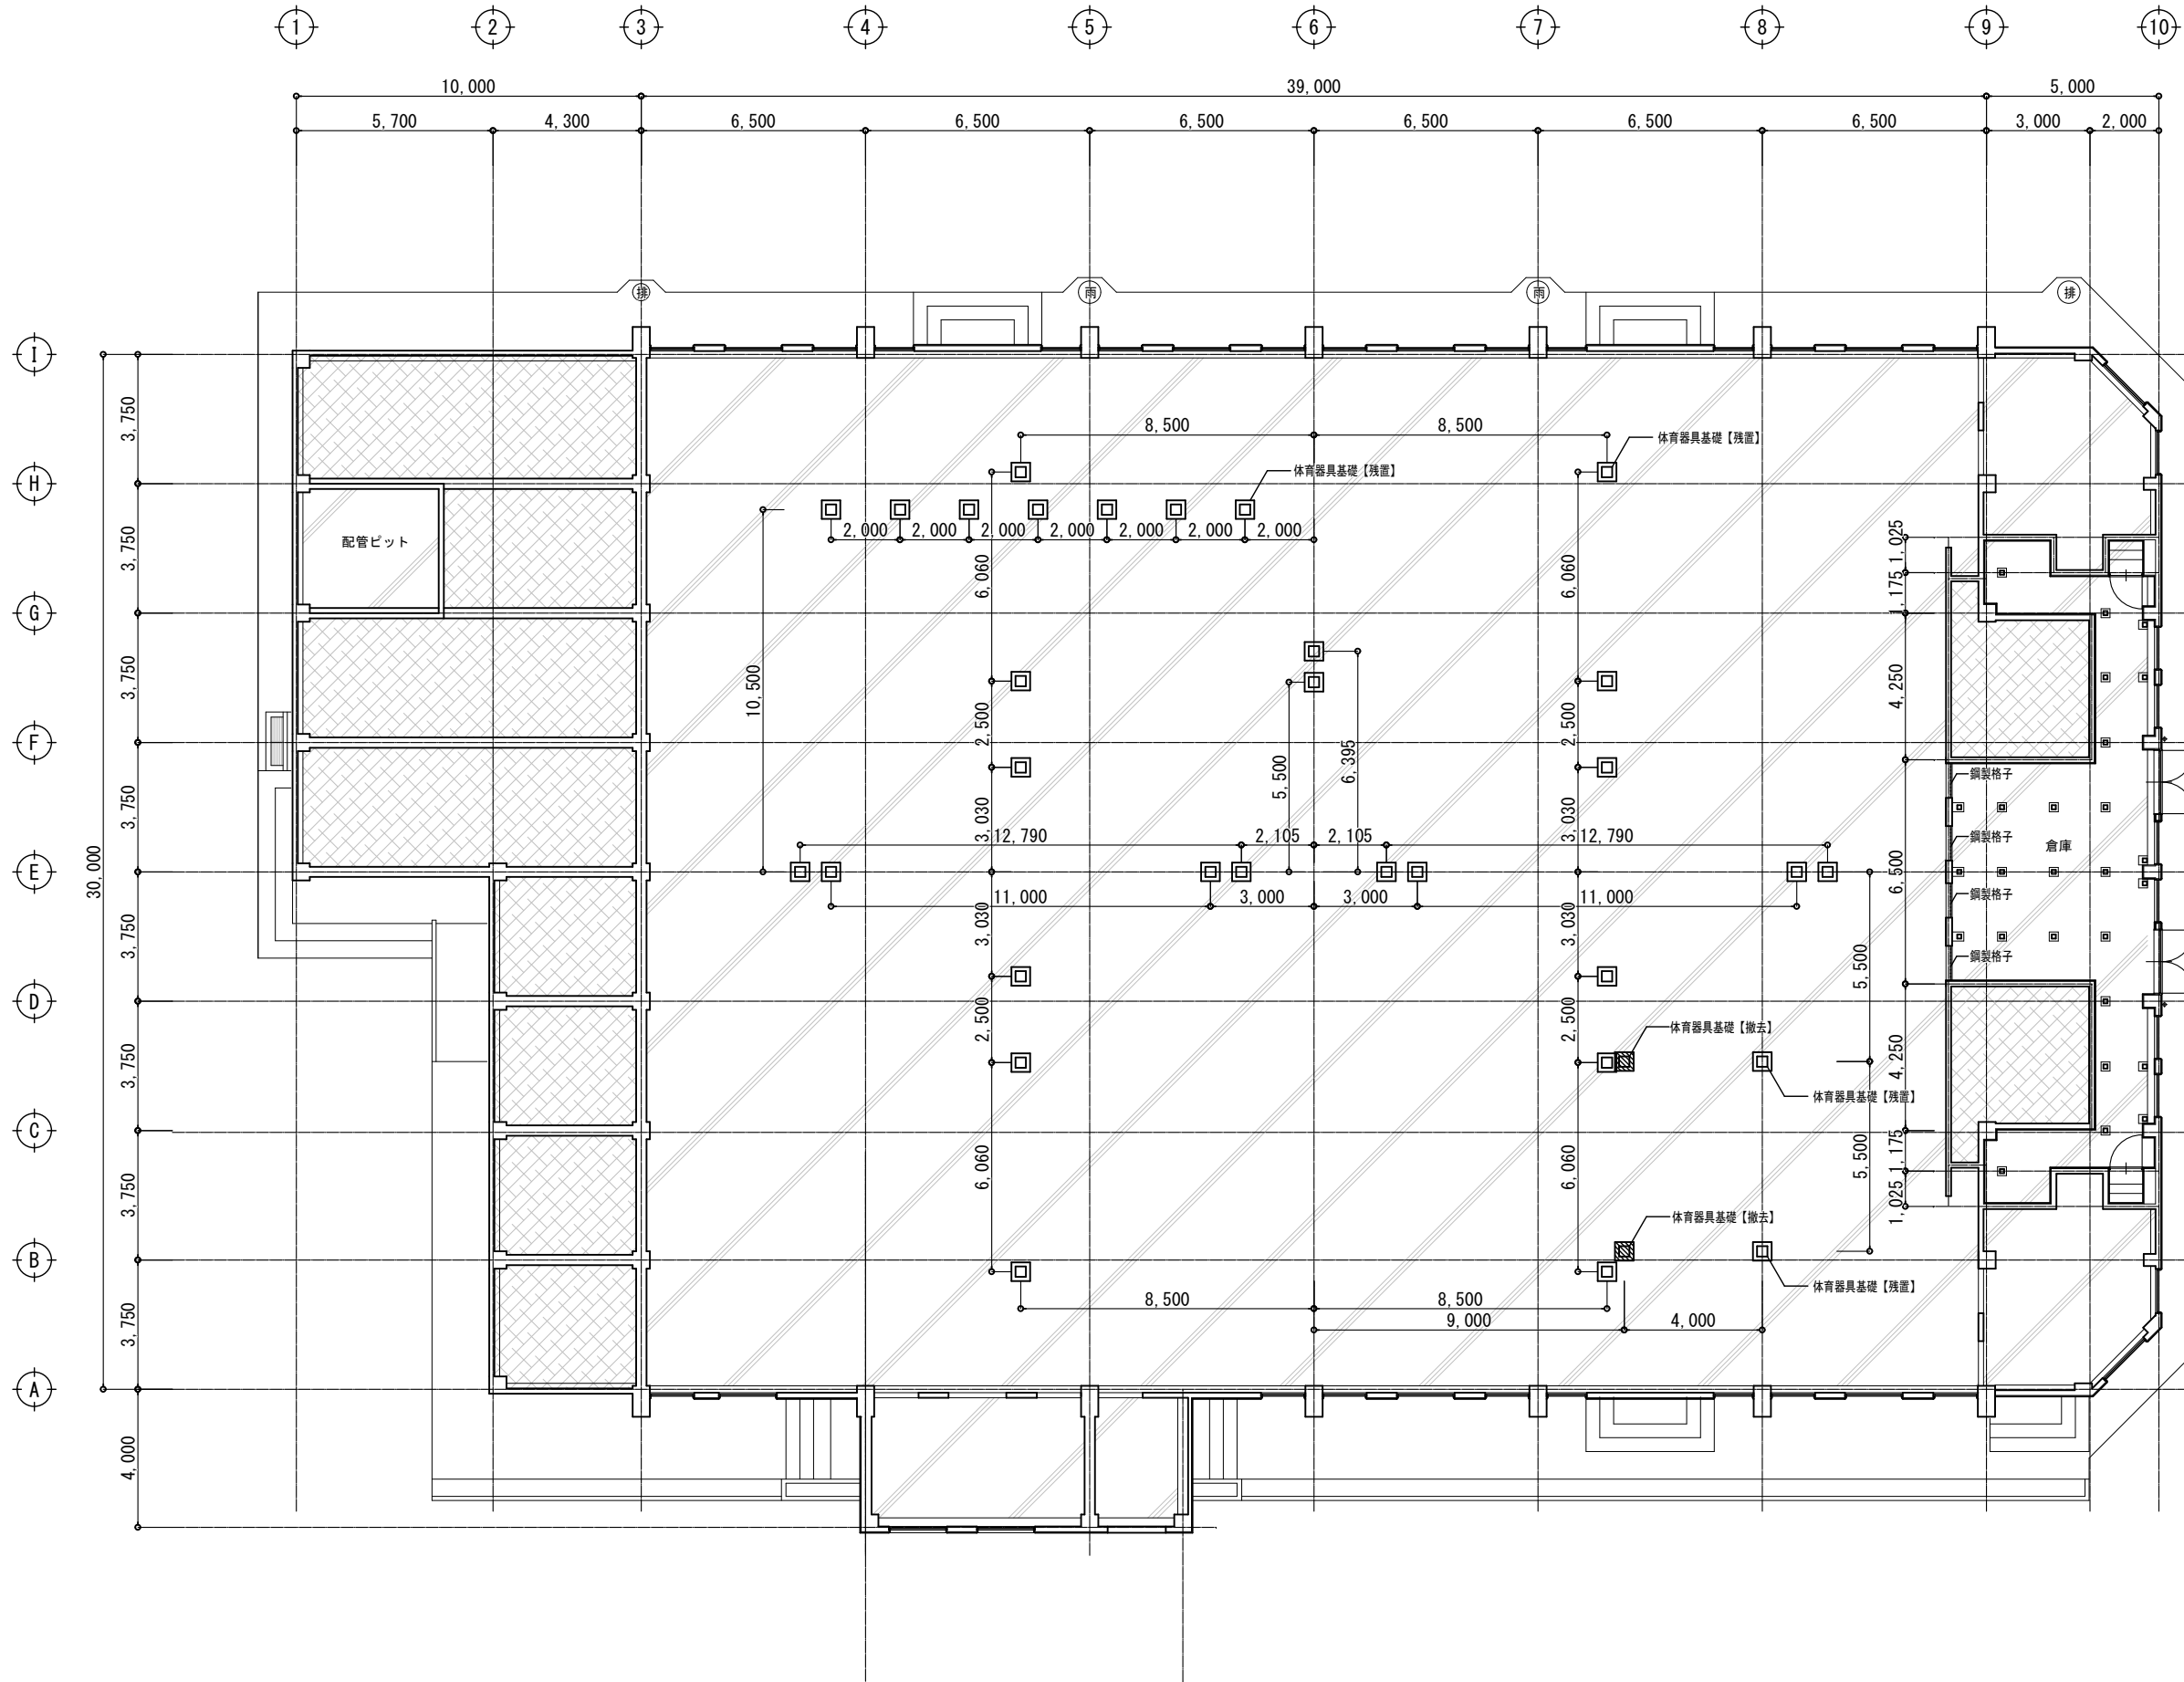 1 2 3 4 5 6 7 8 9 10
10,000 39,000 5,000
5,700 4,300 6,500 6,500 6,500 6,500 6,500 6,500 3,000 2,000
排 雨 雨 排
I
3,750
8,500 8,500
体育器具基礎【残置】
体育器具基礎【残置】
H
2,000 2,000 2,000 2,000 2,000 2,000 2,000
配管ピット
3,750
6,060 6,060
1,025
1,175
G
3,750
10,500
4,250
2,500 2,500
F
5,500 6,395
鋼製格子
3,750
3,030 3,030
12,790 2,105 2,105 12,790
鋼製格子
倉庫
30,000
E
6,500
11,000 3,000 3,000 11,000
鋼製格子
3,750
3,030 3,030
5,500
鋼製格子
D
2,500 2,500
体育器具基礎【撤去】
4,250
3,750
体育器具基礎【残置】
C
6,060 6,060
5,500
1,175
1,025
3,750
体育器具基礎【撤去】
B
体育器具基礎【残置】
8,500 8,500
9,000 4,000
3,750
A
4,000